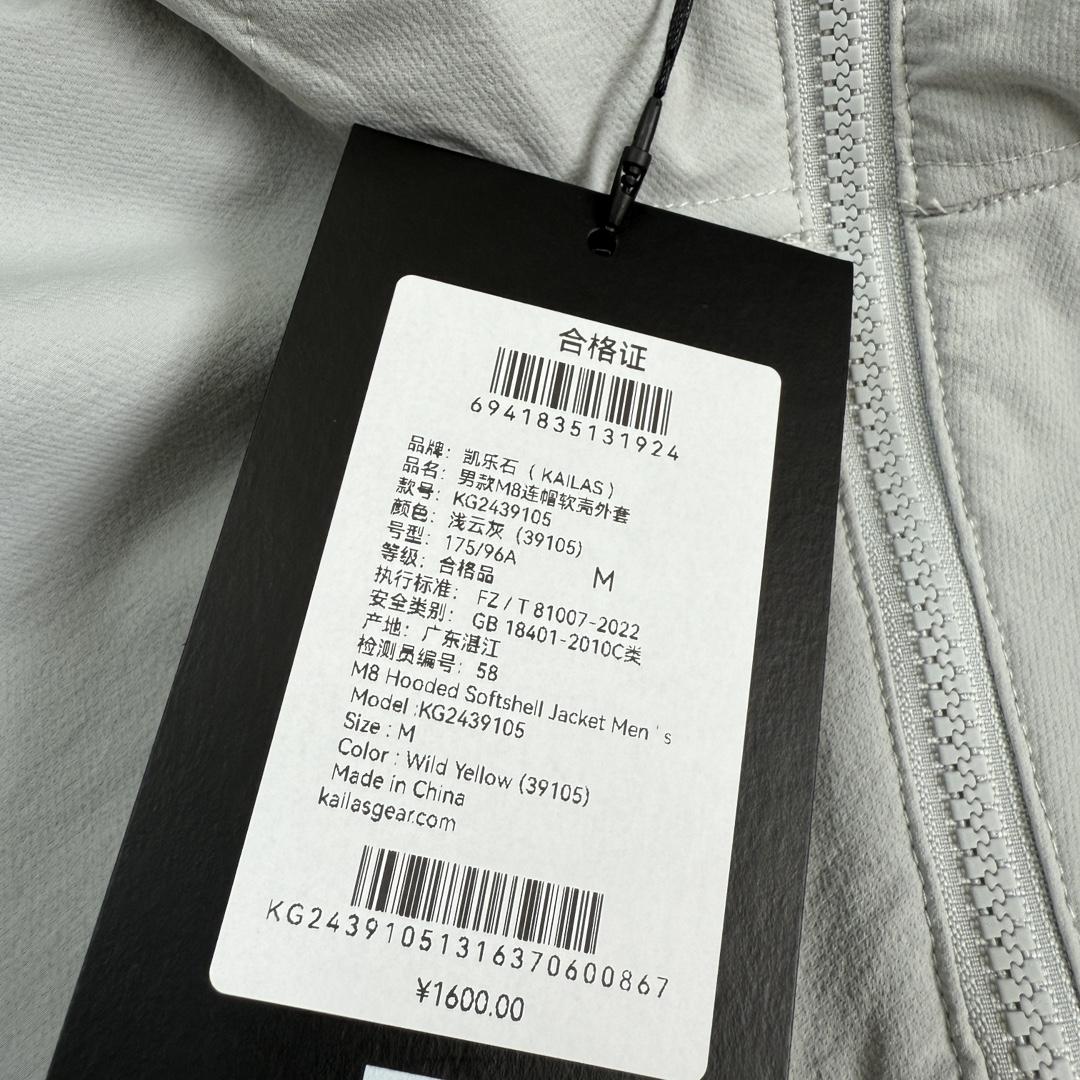 合格证
6941835131924
品牌：凯乐石（KAILAS）
品名：男款M8连帽软壳外套
款号：KG2439105
颜色：浅云灰 (39105)
号型：175/96A M
等级：合格品
执行标准：FZ/T 81007-2022
安全类别：GB 18401-2010C类
产地：广东湛江
检测员编号：58
M8 Hooded Softshell Jacket Men's
Model :KG2439105
Size : M
Color : Wild Yellow (39105)
Made in China
kailasgear.com
KG24391051316370600867
¥1600.00